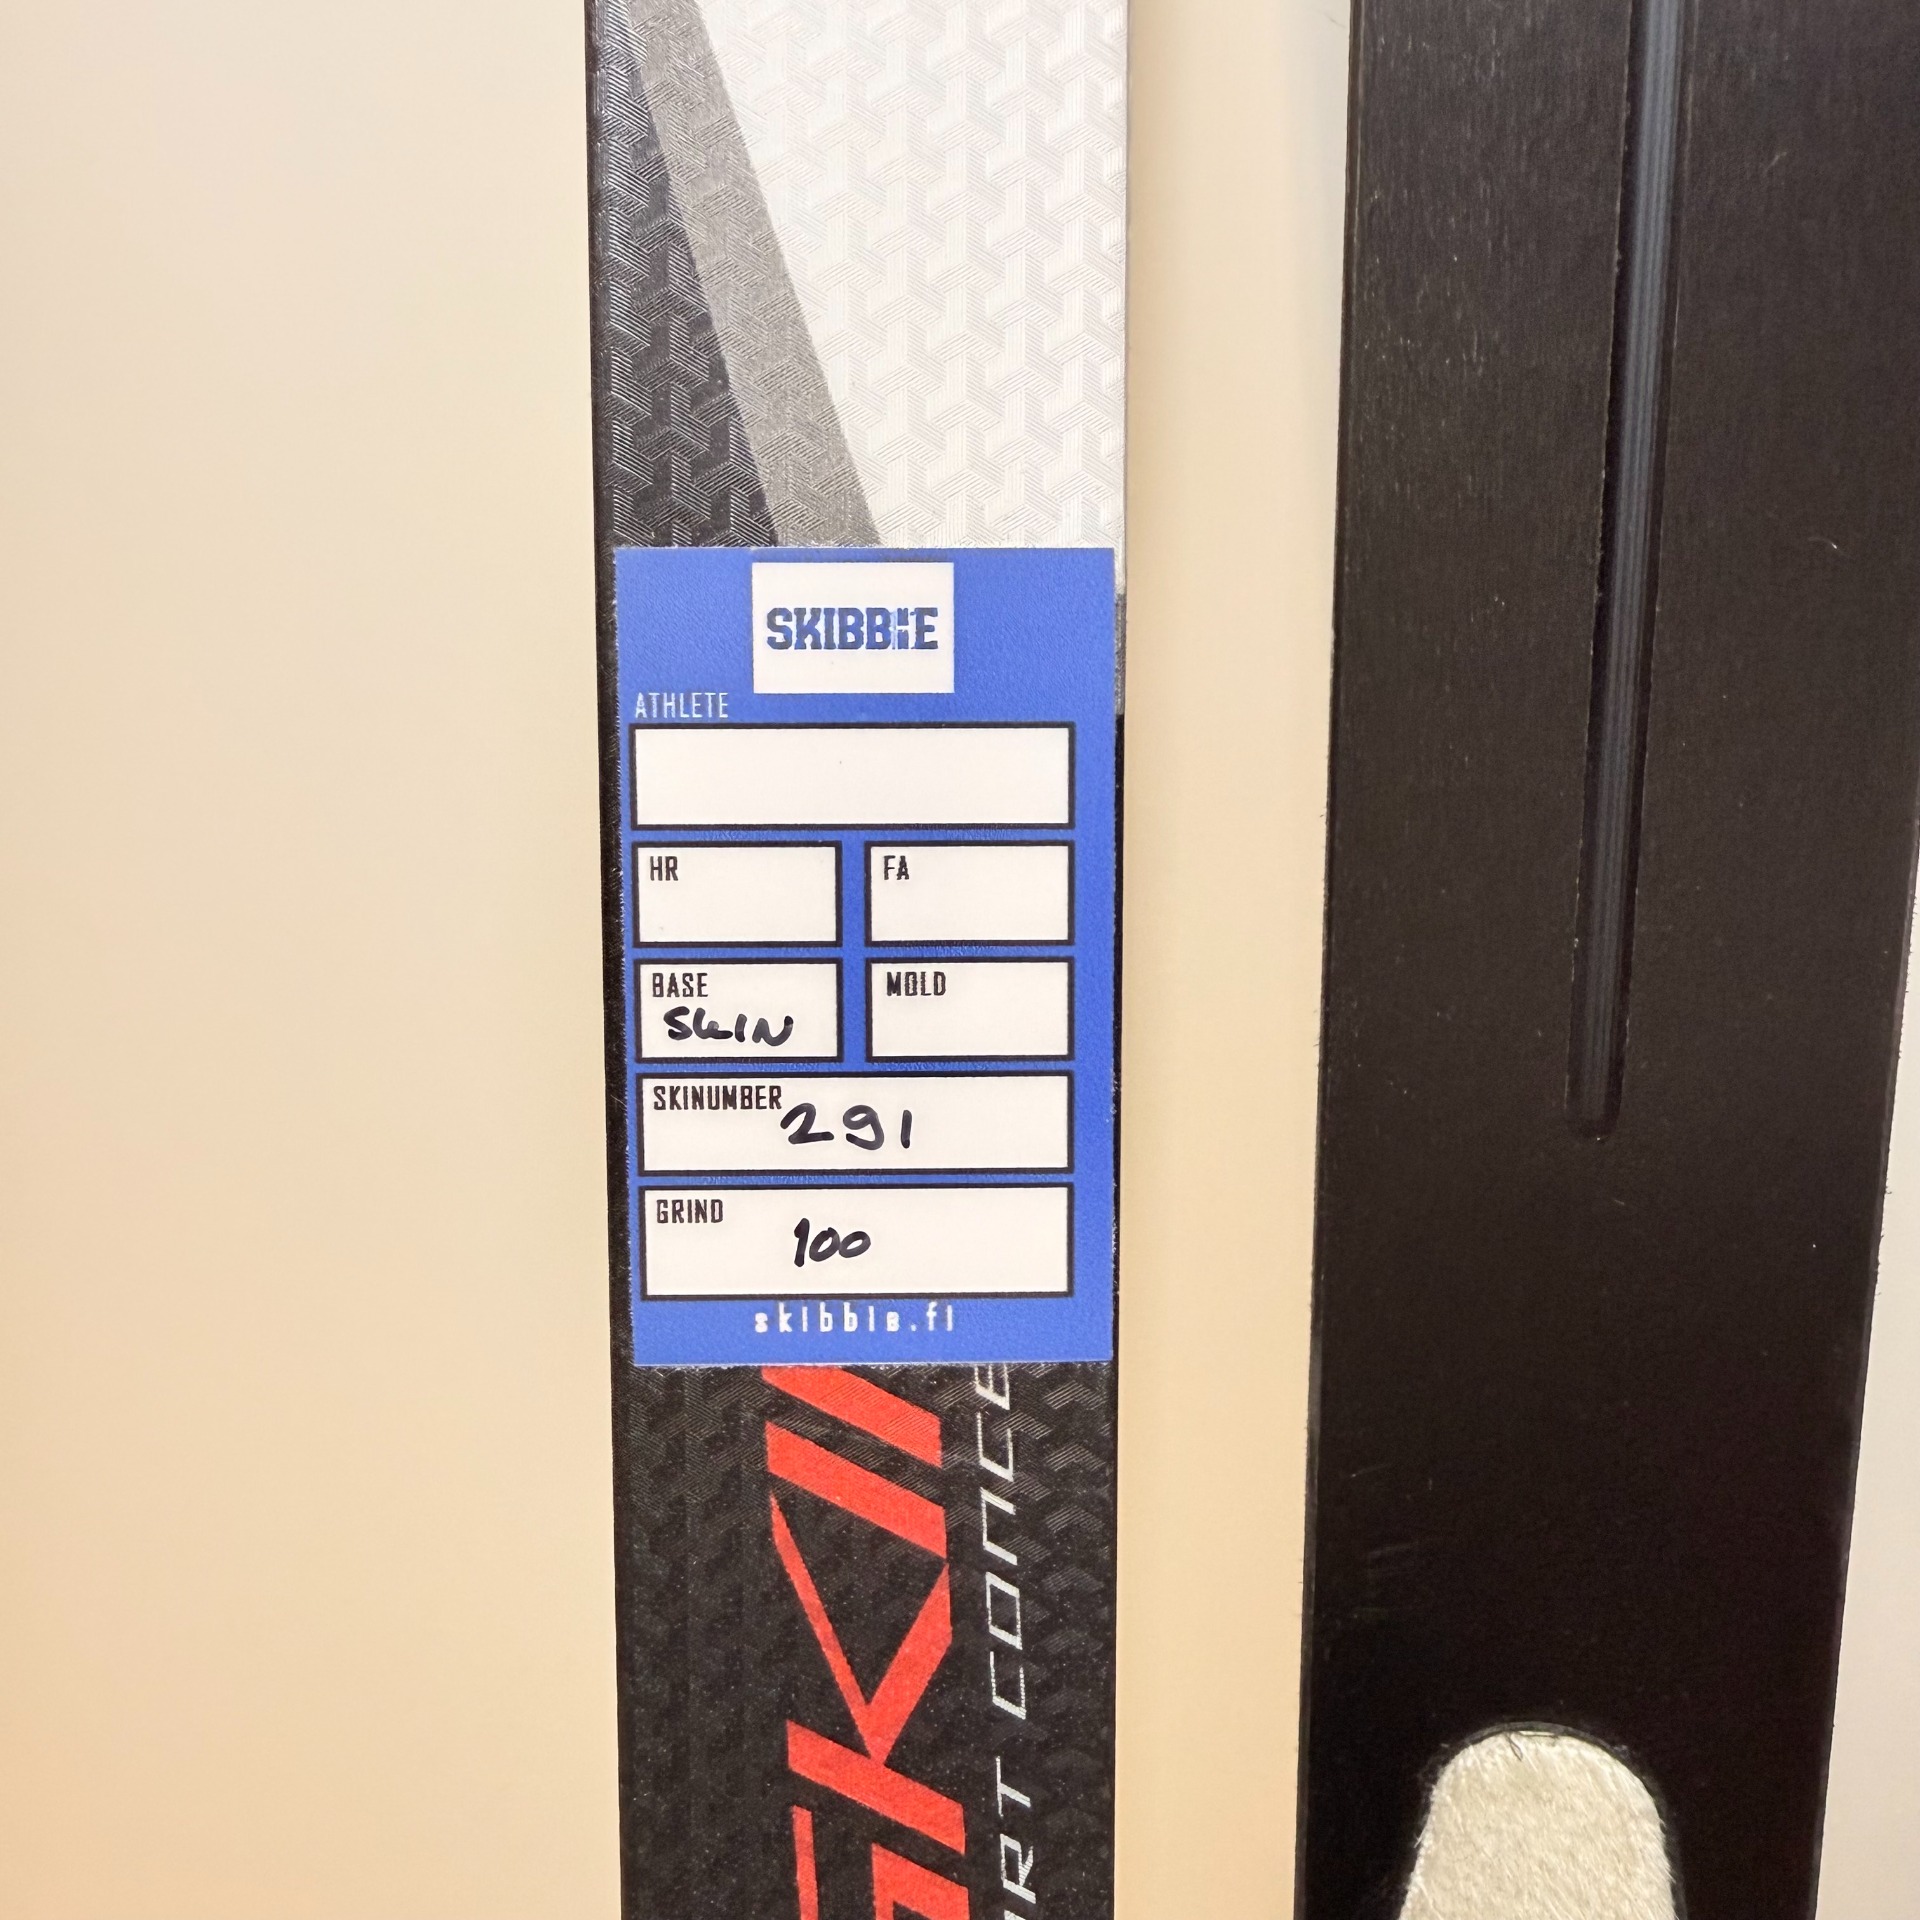 SKIBBIE
ATHLETE
HR FA
BASE MOLD
SKIN
SKINUMBER 291
GRIND
100
skibbie.fi